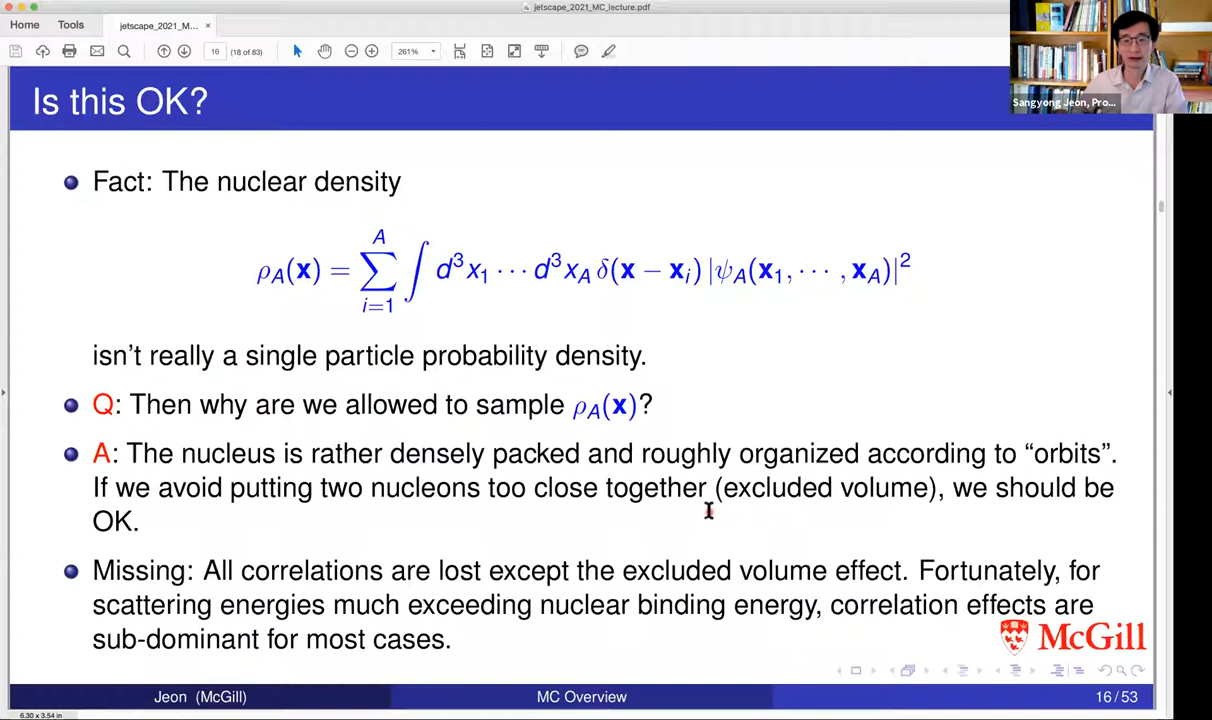 jetscape_2021_MC_lecture.pdf
Home Tools jetscape_2021_M... ×
16 (18 of 83) 261%
Sangyong Jeon, Pro...
Is this OK?
Fact: The nuclear density
ρ_A(x) = ∑_{i=1}^{A} ∫ d³x₁ ⋯ d³x_A δ(x − x_i) |ψ_A(x₁, ⋯ , x_A)|²
isn't really a single particle probability density.
Q: Then why are we allowed to sample ρ_A(x)?
A: The nucleus is rather densely packed and roughly organized according to “orbits”.
If we avoid putting two nucleons too close together (excluded volume), we should be
OK.
Missing: All correlations are lost except the excluded volume effect. Fortunately, for
scattering energies much exceeding nuclear binding energy, correlation effects are
sub-dominant for most cases.
McGill
Jeon (McGill) MC Overview 16 / 53
6.30 x 3.54 in